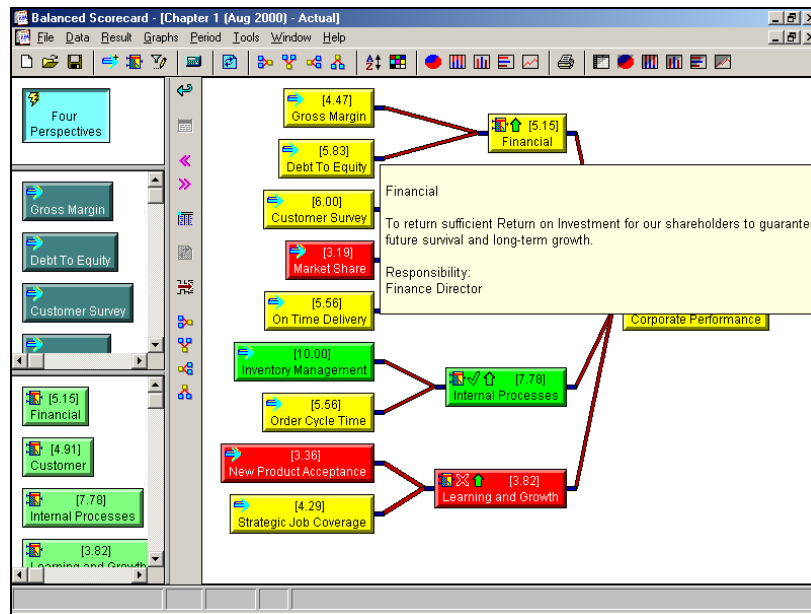 Balanced Scorecard - [Chapter 1 (Aug 2000) - Actual]
File Data Result Graphs Period Tools Window Help
Four
Perspectives
Gross Margin
Debt To Equity
Customer Survey
[5.15]
Financial
[4.91]
Customer
[7.78]
Internal Processes
[3.82]
Learning and Growth
[4.47]
Gross Margin
[5.83]
Debt To Equity
[6.00]
Customer Survey
[3.19]
Market Share
[5.56]
On Time Delivery
[10.00]
Inventory Management
[5.56]
Order Cycle Time
[3.36]
New Product Acceptance
[4.29]
Strategic Job Coverage
[5.15]
Financial
Financial
To return sufficient Return on Investment for our shareholders to guarante
future survival and long-term growth.
Responsibility:
Finance Director
Corporate Performance
[7.78]
Internal Processes
[3.82]
Learning and Growth